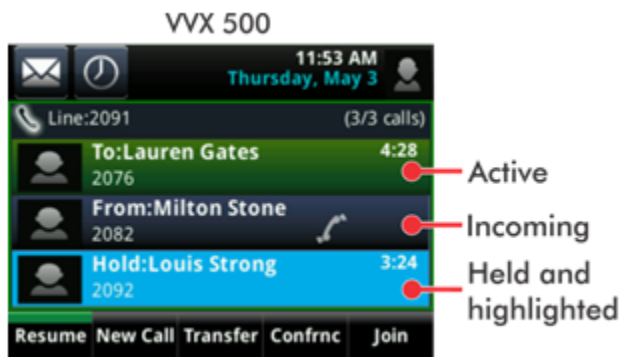 VVX 500
11:53 AM
Thursday, May 3
Line:2091 (3/3 calls)
To:Lauren Gates 4:28
2076
Active
From:Milton Stone
2082
Incoming
Hold:Louis Strong 3:24
2092
Held and
highlighted
Resume New Call Transfer Confrnc Join